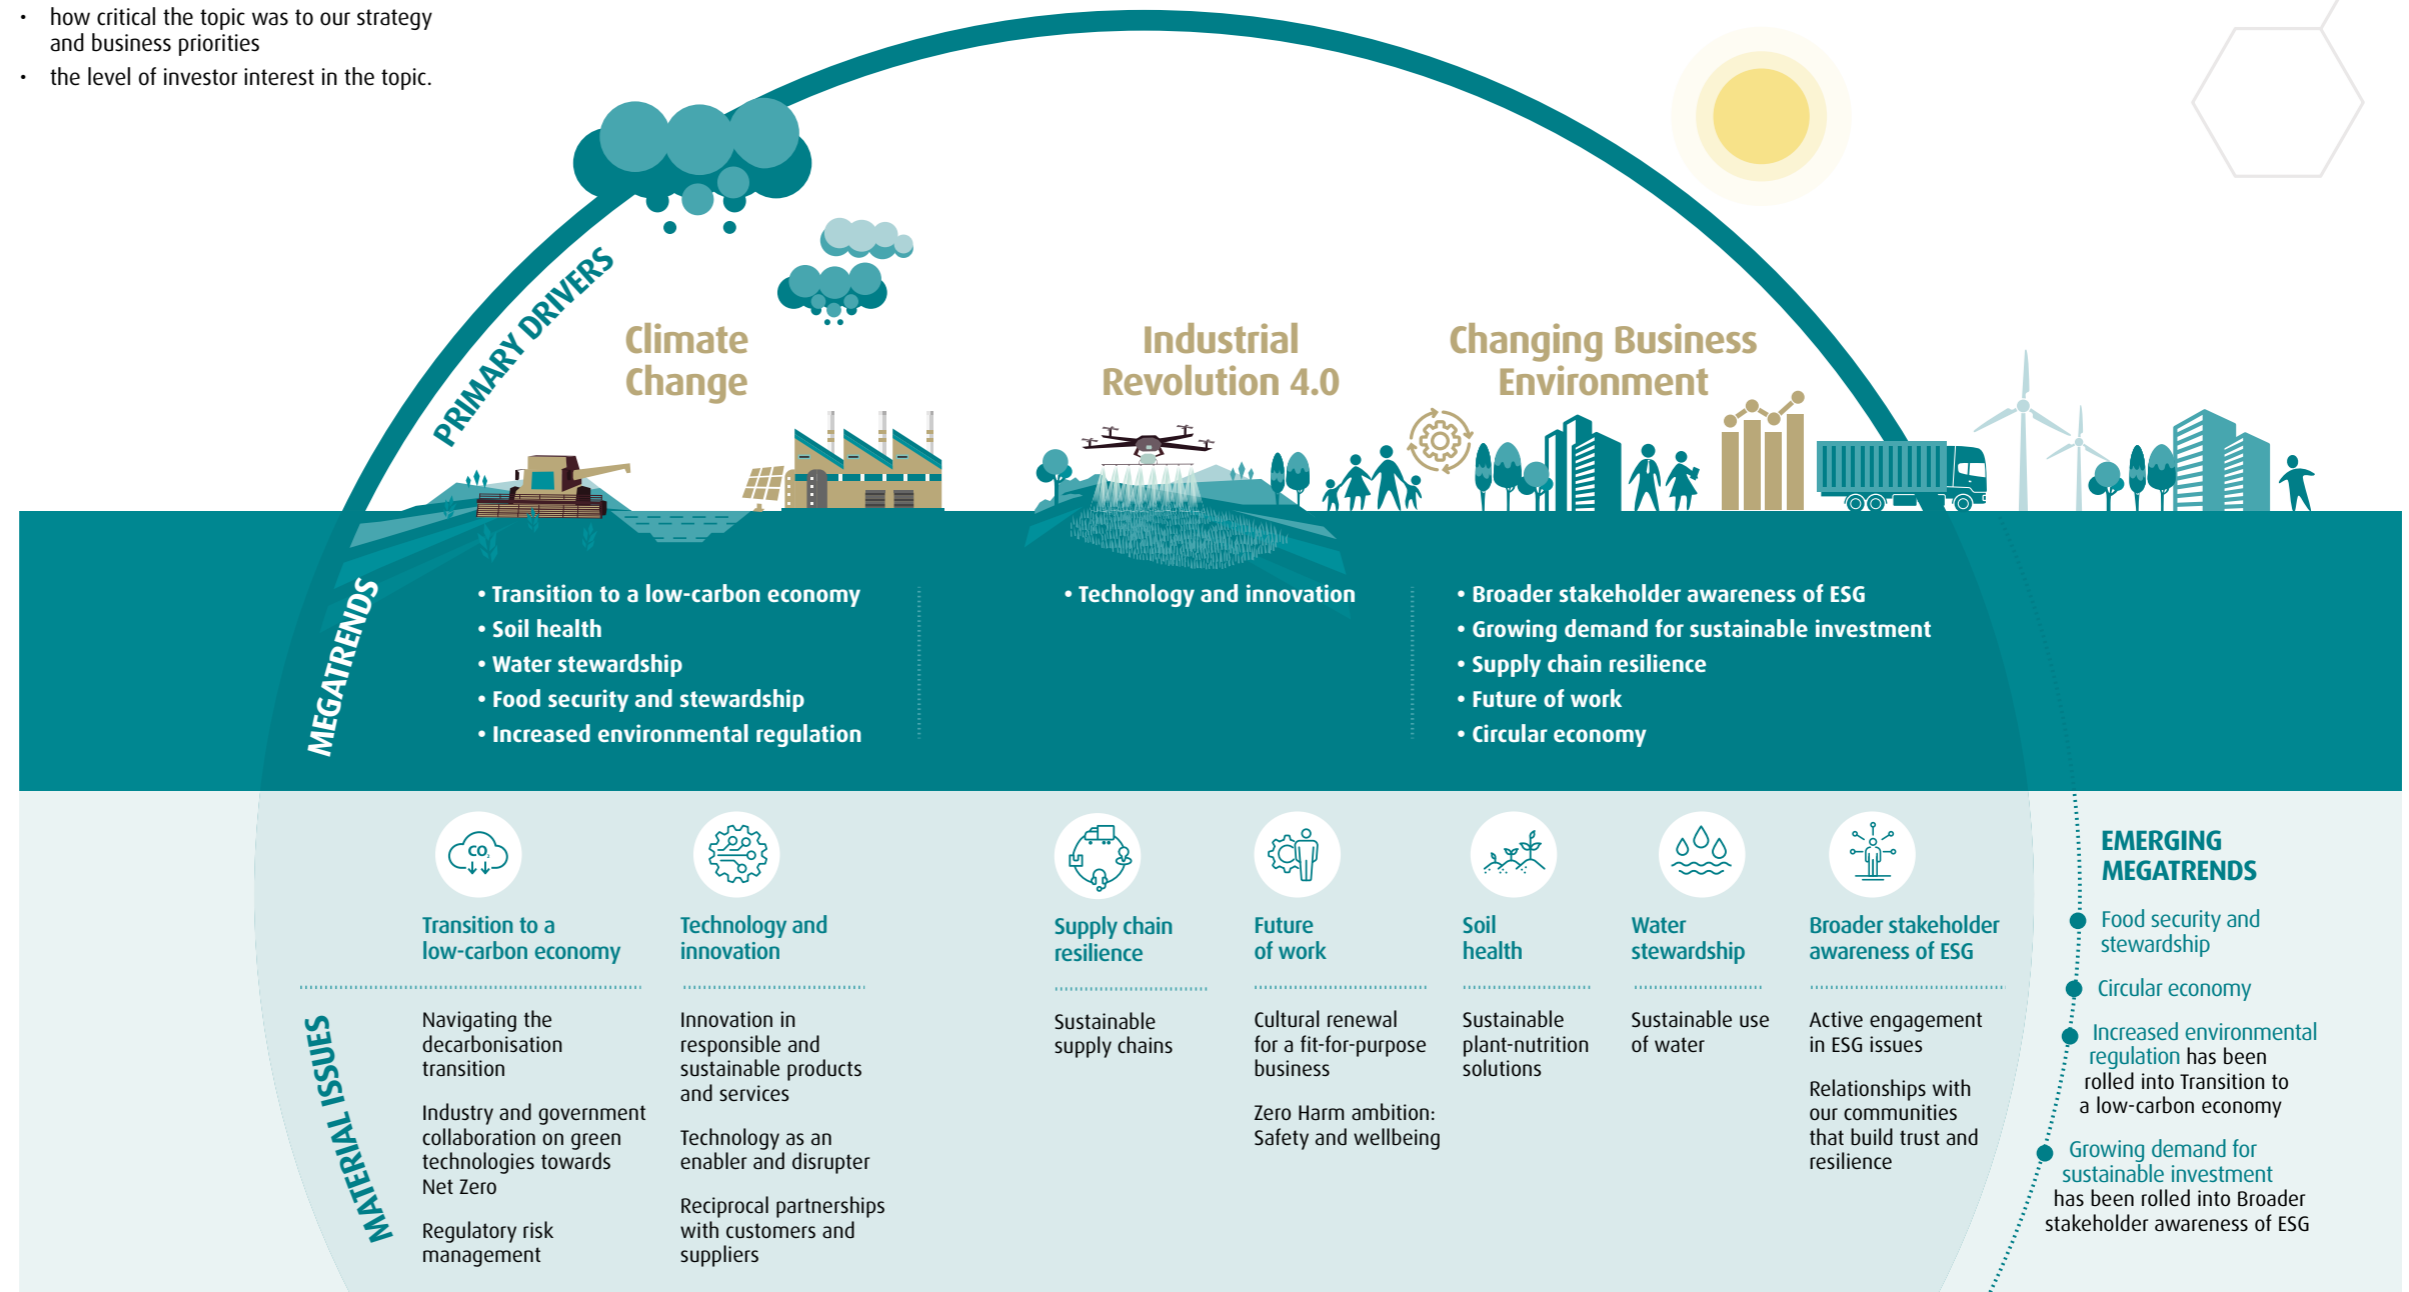 • how critical the topic was to our strategy
and business priorities
• the level of investor interest in the topic.
PRIMARY DRIVERS
Climate
Change
Industrial
Revolution 4.0
Changing Business
Environment
MEGATRENDS
• Transition to a low-carbon economy
• Soil health
• Water stewardship
• Food security and stewardship
• Increased environmental regulation
• Technology and innovation
• Broader stakeholder awareness of ESG
• Growing demand for sustainable investment
• Supply chain resilience
• Future of work
• Circular economy
MATERIAL ISSUES
CO₂
Transition to a
low-carbon economy
Navigating the
decarbonisation
transition
Industry and government
collaboration on green
technologies towards
Net Zero
Regulatory risk
management
Technology and
innovation
Innovation in
responsible and
sustainable products
and services
Technology as an
enabler and disrupter
Reciprocal partnerships
with customers and
suppliers
Supply chain
resilience
Sustainable
supply chains
Future
of work
Cultural renewal
for a fit-for-purpose
business
Zero Harm ambition:
Safety and wellbeing
Soil
health
Sustainable
plant-nutrition
solutions
Water
stewardship
Sustainable use
of water
Broader stakeholder
awareness of ESG
Active engagement
in ESG issues
Relationships with
our communities
that build trust and
resilience
EMERGING
MEGATRENDS
Food security and
stewardship
Circular economy
Increased environmental
regulation has been
rolled into Transition to
a low-carbon economy
Growing demand for
sustainable investment
has been rolled into Broader
stakeholder awareness of ESG